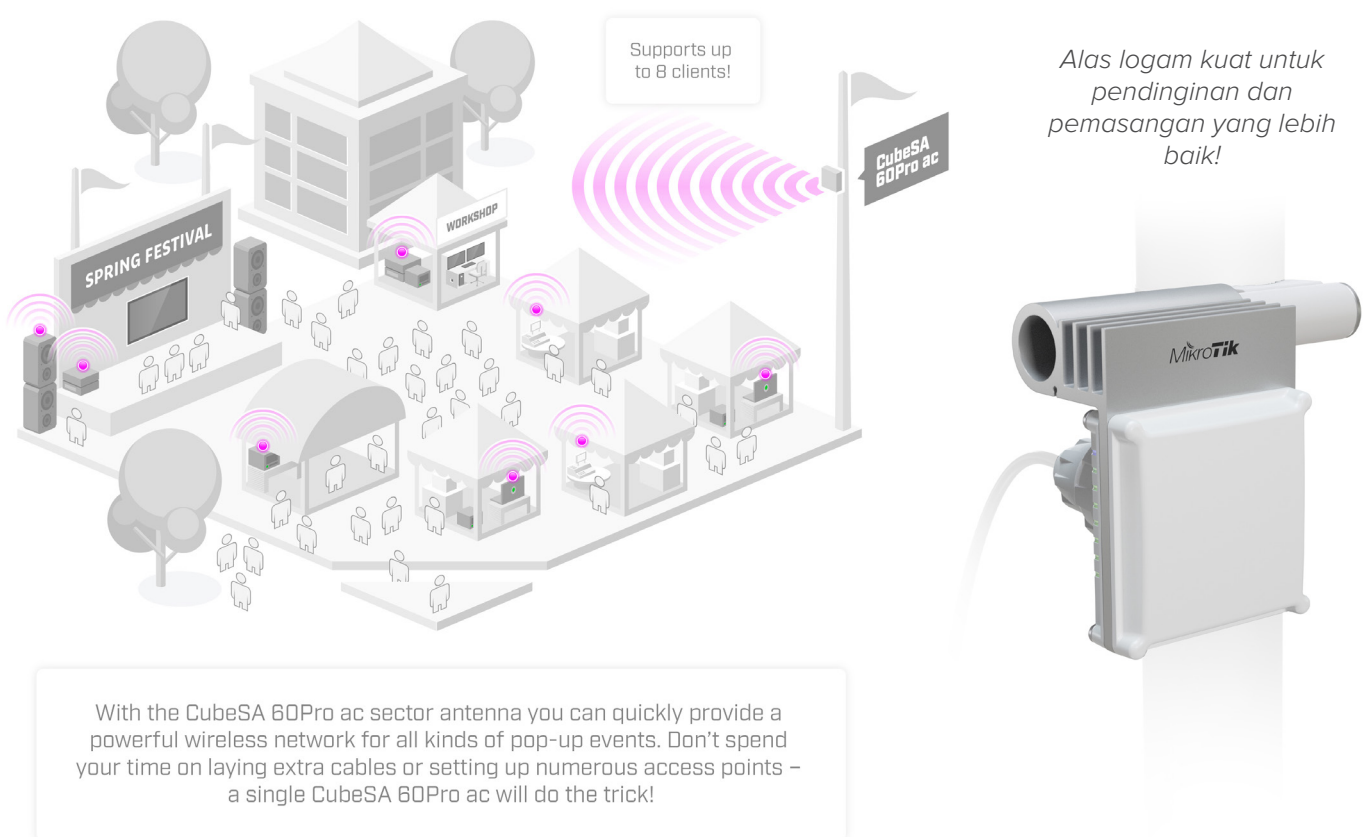 Supports up
to 8 clients!
CubeSA
60Pro ac
WORKSHOP
SPRING FESTIVAL
With the CubeSA 60Pro ac sector antenna you can quickly provide a
powerful wireless network for all kinds of pop-up events. Don’t spend
your time on laying extra cables or setting up numerous access points –
a single CubeSA 60Pro ac will do the trick!
Alas logam kuat untuk
pendinginan dan
pemasangan yang lebih
baik!
MikroTik